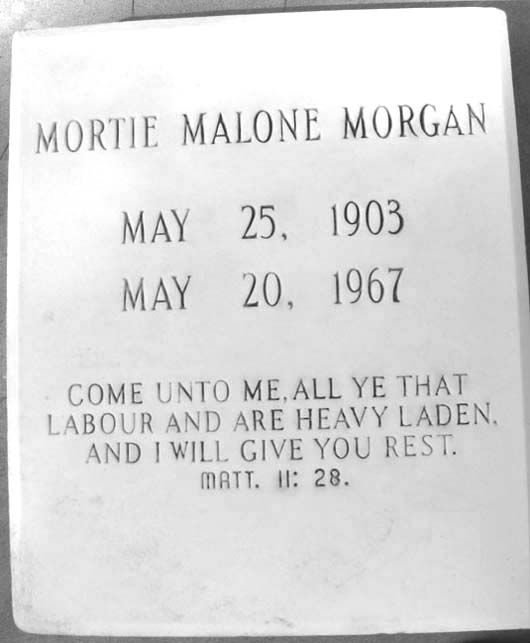 MORTIE MALONE MORGAN
MAY 25, 1903
MAY 20, 1967
COME UNTO ME, ALL YE THAT
LABOUR AND ARE HEAVY LADEN,
AND I WILL GIVE YOU REST.
MATT. 11: 28.